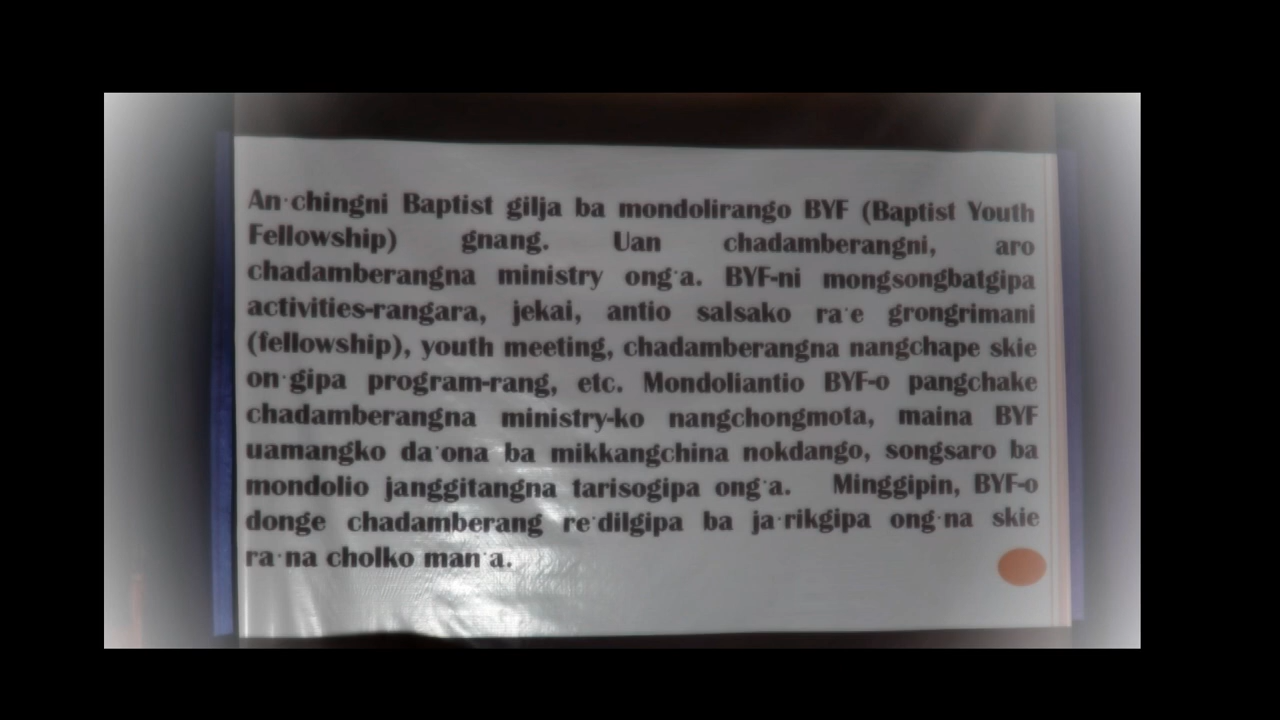 An·chingni Baptist gilja ba mondolirango BYF (Baptist Youth
Fellowship) gnang. Uan chadamberangni, aro
chadamberangna ministry ong·a. BYF-ni mongsongbatgipa
activities-rangara, jekai, antio salsako ra·e grongrimani
(fellowship), youth meeting, chadamberangna nangchape skie
on·gipa program-rang, etc. Mondoliantio BYF-o pangchake
chadamberangna ministry-ko nangchongmota, maina BYF
uamangko da·ona ba mikkangchina nokdango, songsaro ba
mondolio janggitangna tarisogipa ong·a. Minggipin, BYF-o
donge chadamberang re·dilgipa ba ja·rikgipa ong·na skie
ra·na cholko man·a.